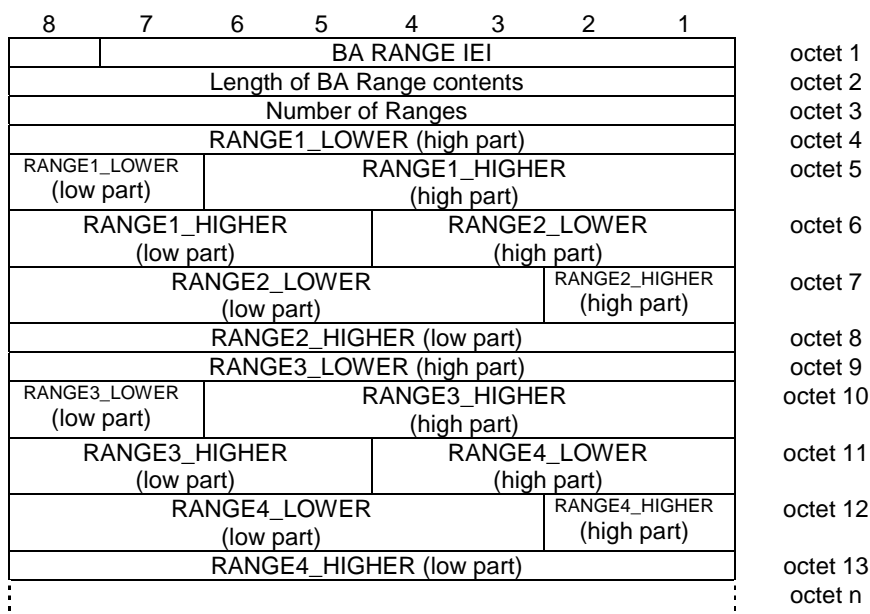 8 7 6 5 4 3 2 1
BA RANGE IEI octet 1
Length of BA Range contents octet 2
Number of Ranges octet 3
RANGE1_LOWER (high part) octet 4
RANGE1_LOWER RANGE1_HIGHER octet 5
(low part) (high part)
RANGE1_HIGHER RANGE2_LOWER octet 6
(low part) (high part)
RANGE2_LOWER RANGE2_HIGHER octet 7
(low part) (high part)
RANGE2_HIGHER (low part) octet 8
RANGE3_LOWER (high part) octet 9
RANGE3_LOWER RANGE3_HIGHER octet 10
(low part) (high part)
RANGE3_HIGHER RANGE4_LOWER octet 11
(low part) (high part)
RANGE4_LOWER RANGE4_HIGHER octet 12
(low part) (high part)
RANGE4_HIGHER (low part) octet 13
octet n